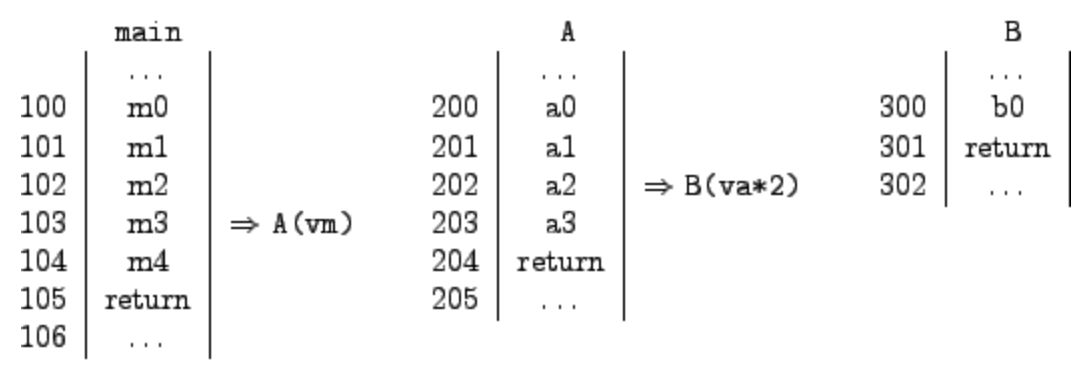 main A B
... ... ...
100 m0 200 a0 300 b0
101 m1 201 a1 301 return
102 m2 202 a2 ⇒ B(va*2) 302 ...
103 m3 ⇒ A(vm) 203 a3
104 m4 204 return
105 return 205 ...
106 ...